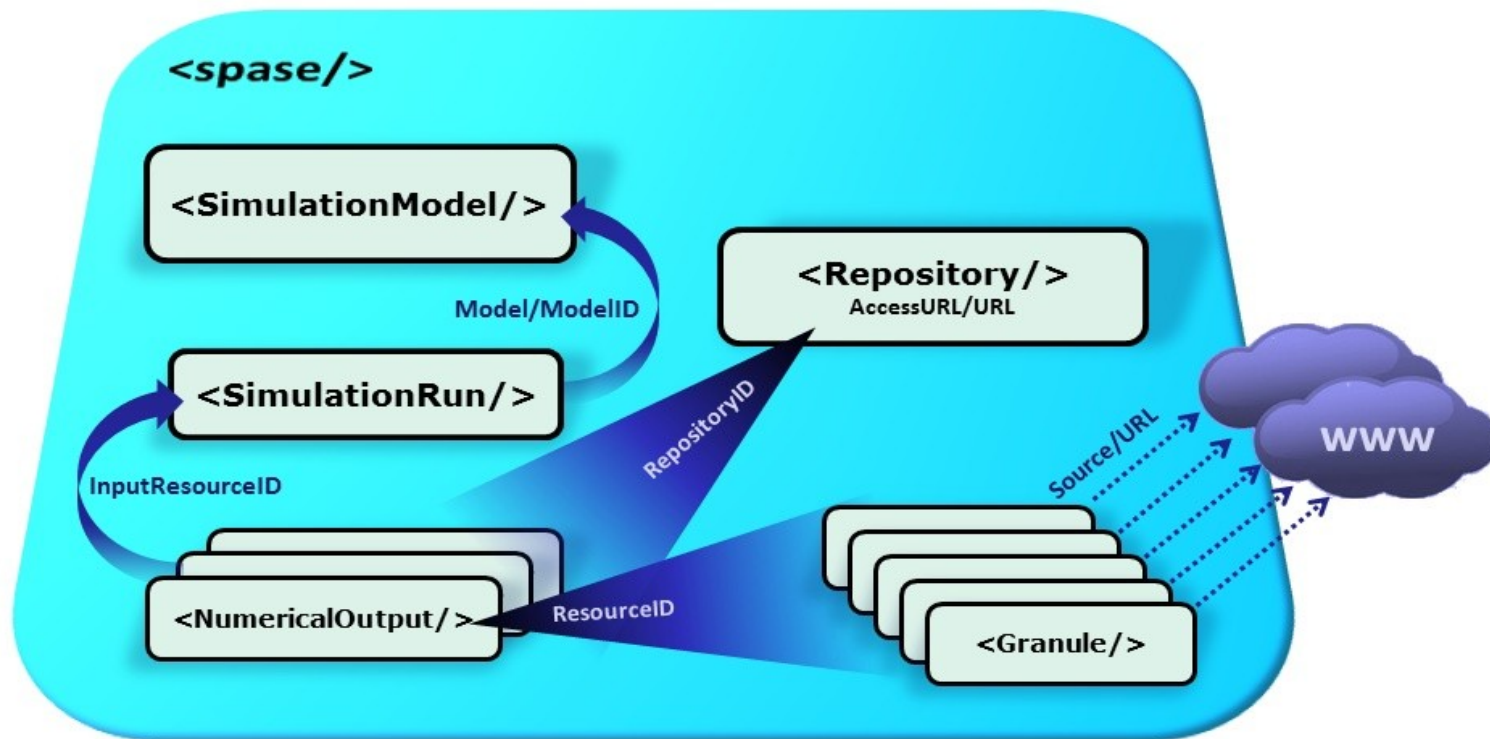 <spase/>
<SimulationModel/>
Model/ModelID
<Repository/>
AccessURL/URL
<SimulationRun/>
RepositoryID
InputResourceID
Source/URL
WWW
<NumericalOutput/>
ResourceID
<Granule/>